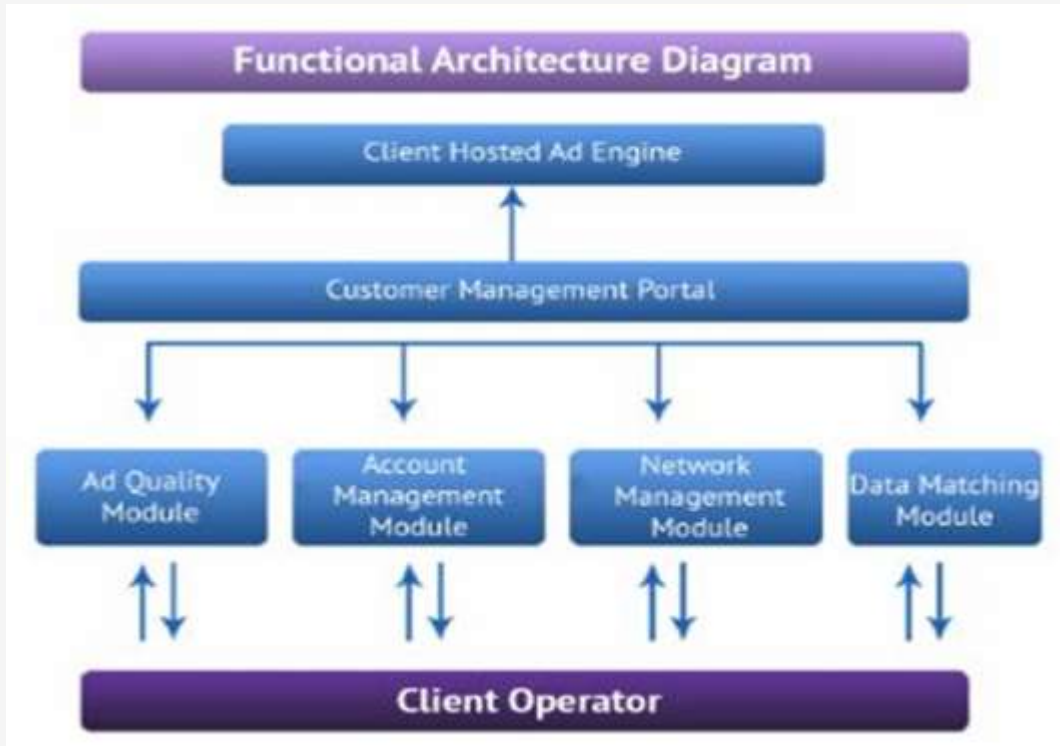 Functional Architecture Diagram
Client Hosted Ad Engine
Customer Management Portal
Ad Quality
Module
Account
Management
Module
Network
Management
Module
Data Matching
Module
Client Operator